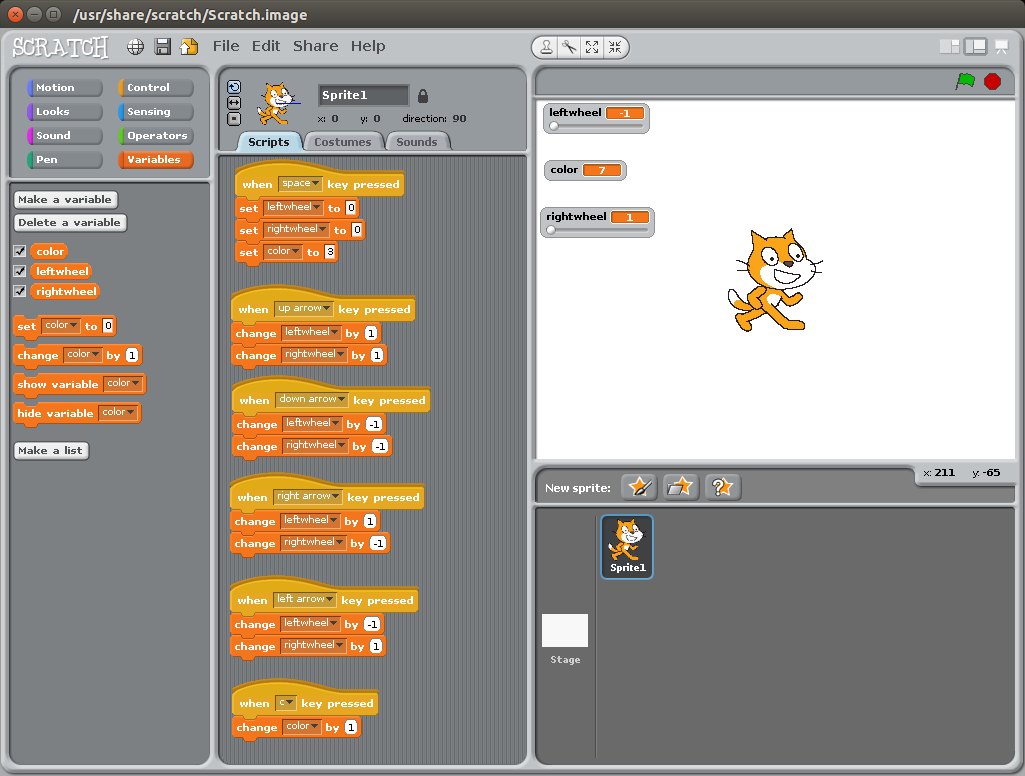 /usr/share/scratch/Scratch.image
SCRATCH File Edit Share Help
Motion Control
Looks Sensing
Sound Operators
Pen Variables
Make a variable
Delete a variable
color
leftwheel
rightwheel
set color to 0
change color by 1
show variable color
hide variable color
Make a list
Sprite1
x: 0 y: 0 direction: 90
Scripts Costumes Sounds
when space key pressed
set leftwheel to 0
set rightwheel to 0
set color to 3
when up arrow key pressed
change leftwheel by 1
change rightwheel by 1
when down arrow key pressed
change leftwheel by -1
change rightwheel by -1
when right arrow key pressed
change leftwheel by 1
change rightwheel by -1
when left arrow key pressed
change leftwheel by -1
change rightwheel by 1
when c key pressed
change color by 1
leftwheel -1
color 7
rightwheel 1
x: 211 y: -65
New sprite:
Sprite1
Stage